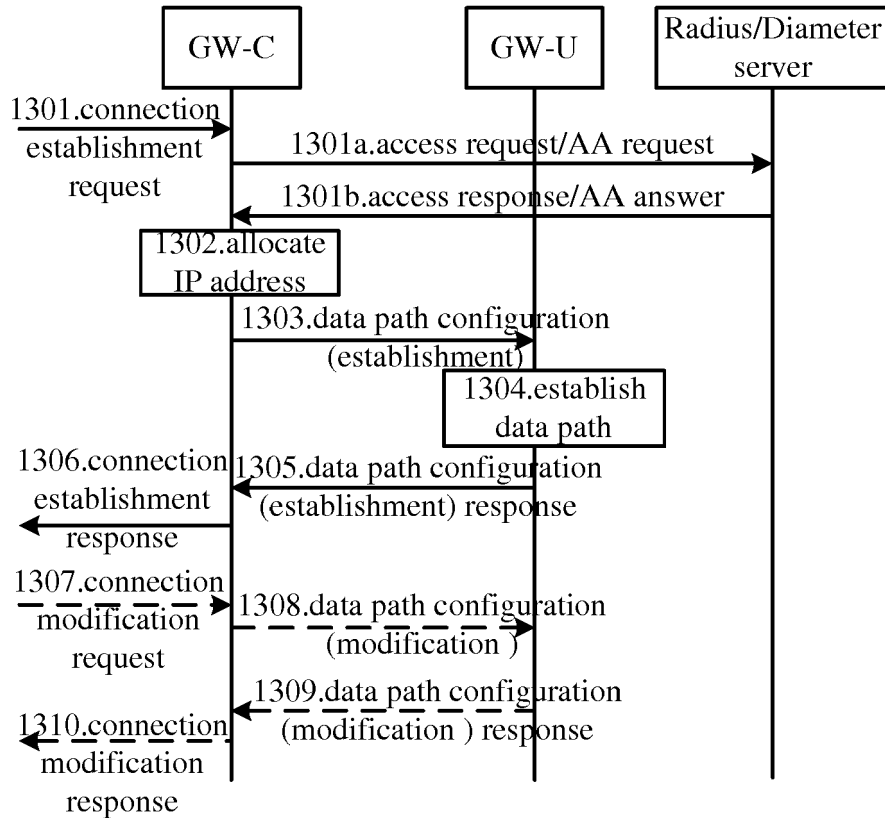 GW-C
GW-U
Radius/Diameter
server
1301.connection
establishment
request
1301a.access request/AA request
1301b.access response/AA answer
1302.allocate
IP address
1303.data path configuration
(establishment)
1304.establish
data path
1305.data path configuration
(establishment) response
1306.connection
establishment
response
1307.connection
modification
request
1308.data path configuration
(modification )
1309.data path configuration
(modification ) response
1310.connection
modification
response